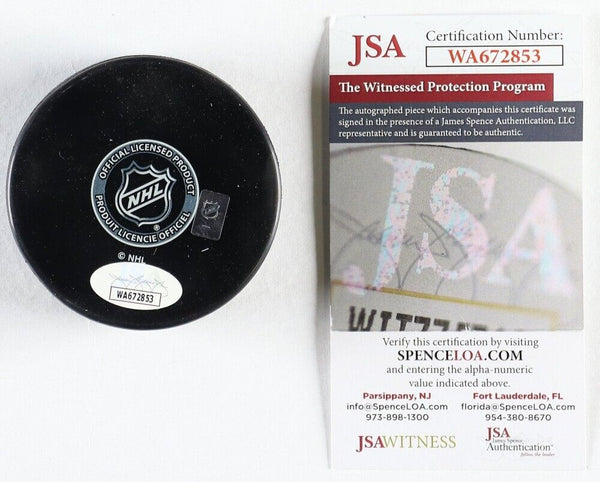 OFFICIAL LICENSED PRODUCT
NHL
®
PRODUIT LICENCIE OFFICIEL
© NHL
WA672853
JSA
Certification Number:
WA672853
The Witnessed Protection Program
The autographed piece which accompanies this certificate was
signed in the presence of a James Spence Authentication, LLC
representative and is guaranteed to be authentic.
JSA
Verify this certification by visiting
SPENCELOA.COM
and entering the alpha-numeric
value indicated above.
Parsippany, NJ
info@SpenceLOA.com
973-898-1300
Fort Lauderdale, FL
florida@SpenceLOA.com
954-380-8670
JSAWITNESS
JSA
James Spence
Authentication
follow, the leader